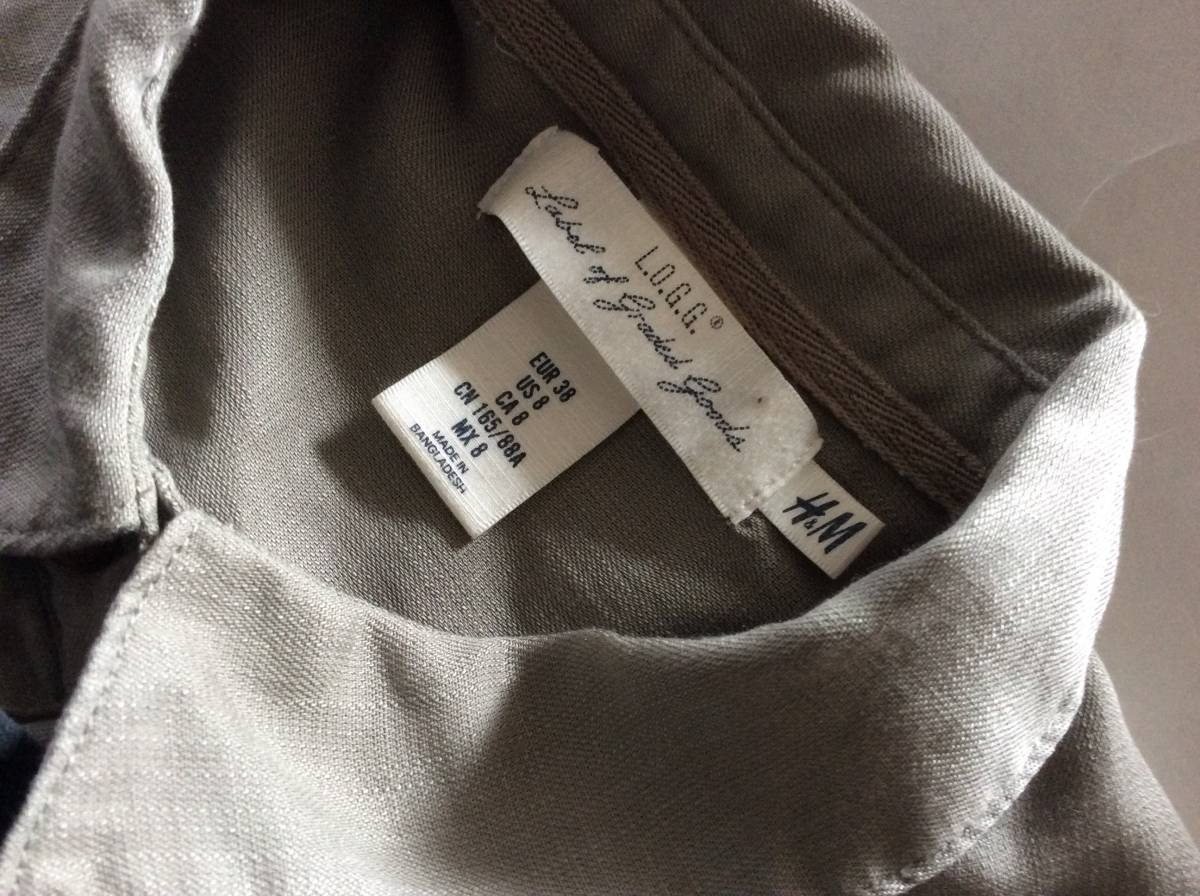 L.O.G.G.®
Label of Graded Goods
EUR 38
US 8
CA 8
CN 165/88A
MX 8
MADE IN
BANGLADESH
H&M